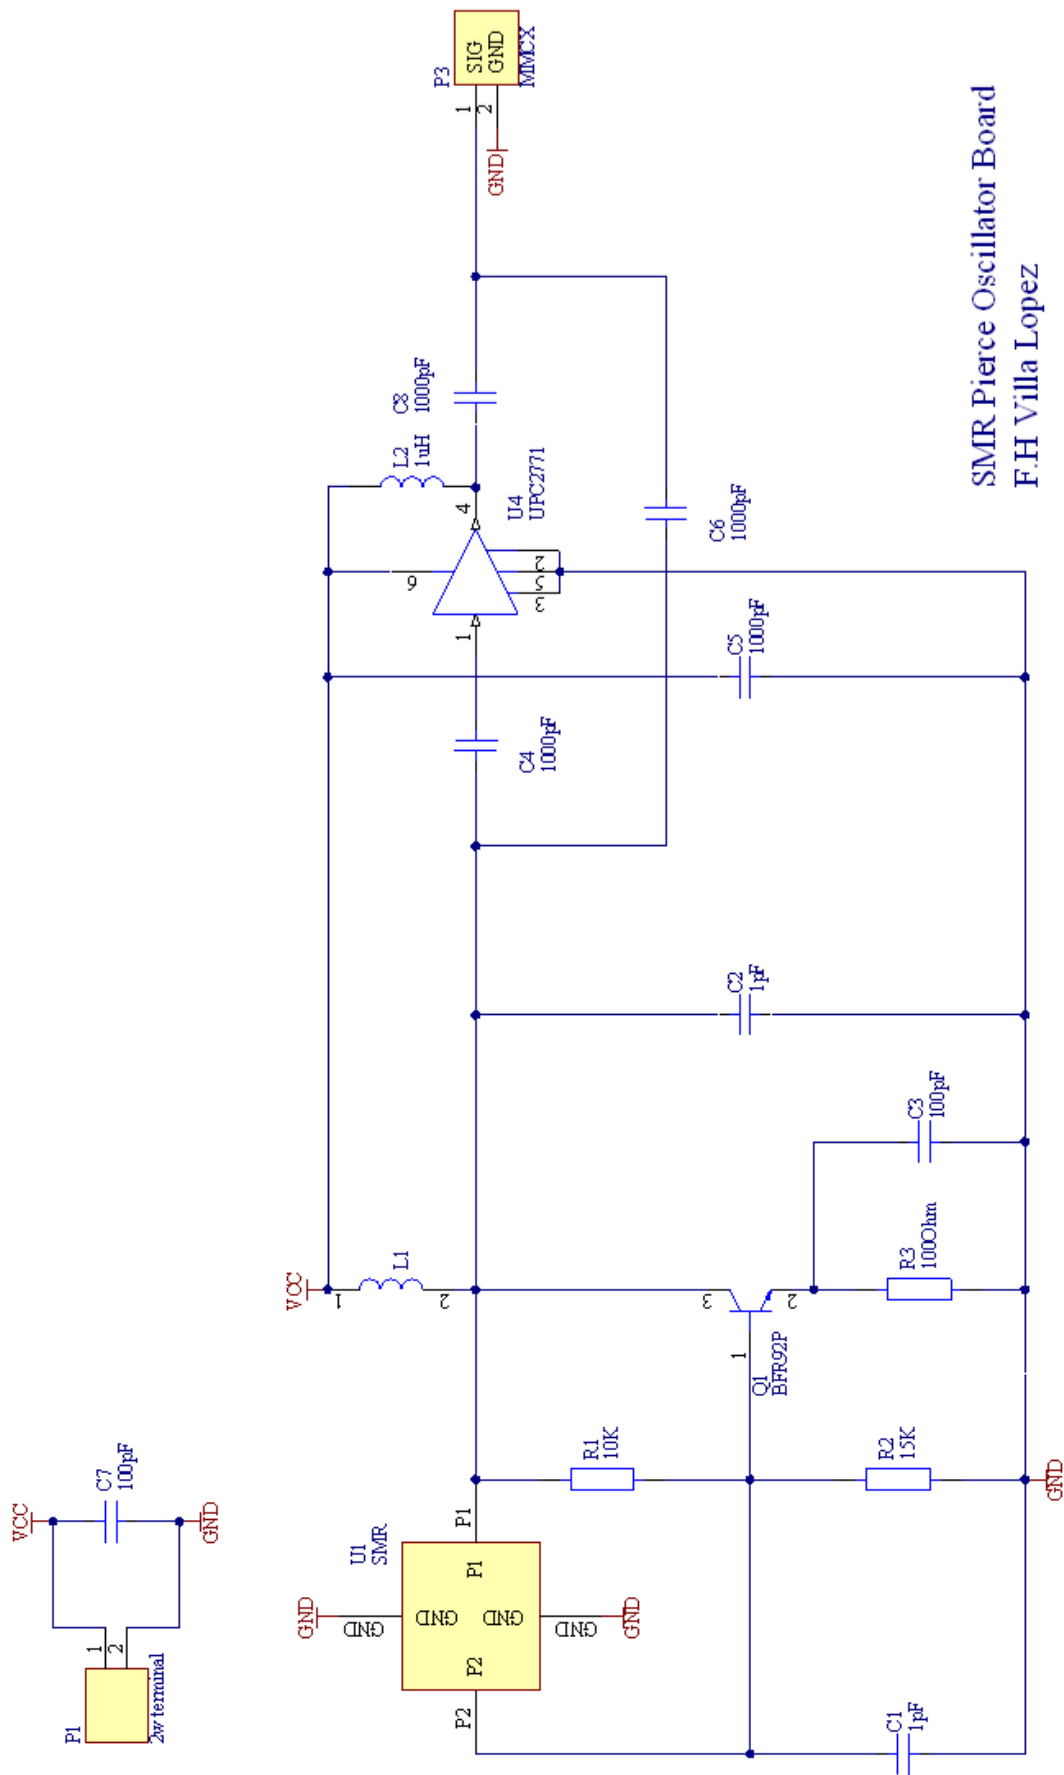 P3
SIG
GND
MMCX
1
2
GND
SMR Pierce Oscillator Board
F.H Villa Lopez
C8
1000pF
L2
1uH
4
U4
UPC2771
6
2
5
3
1
C6
1000pF
C5
1000pF
C4
1000pF
C2
1pF
C3
100pF
VCC
1
L1
2
3
2
1
Q1
BFR92P
R3
100Ohm
R1
10K
R2
15K
GND
P1
U1
SMR
P1
GND
GND
GND
GND
GND
GND
P2
P2
C1
1pF
VCC
C7
100pF
GND
1
2
P1
2w terminal